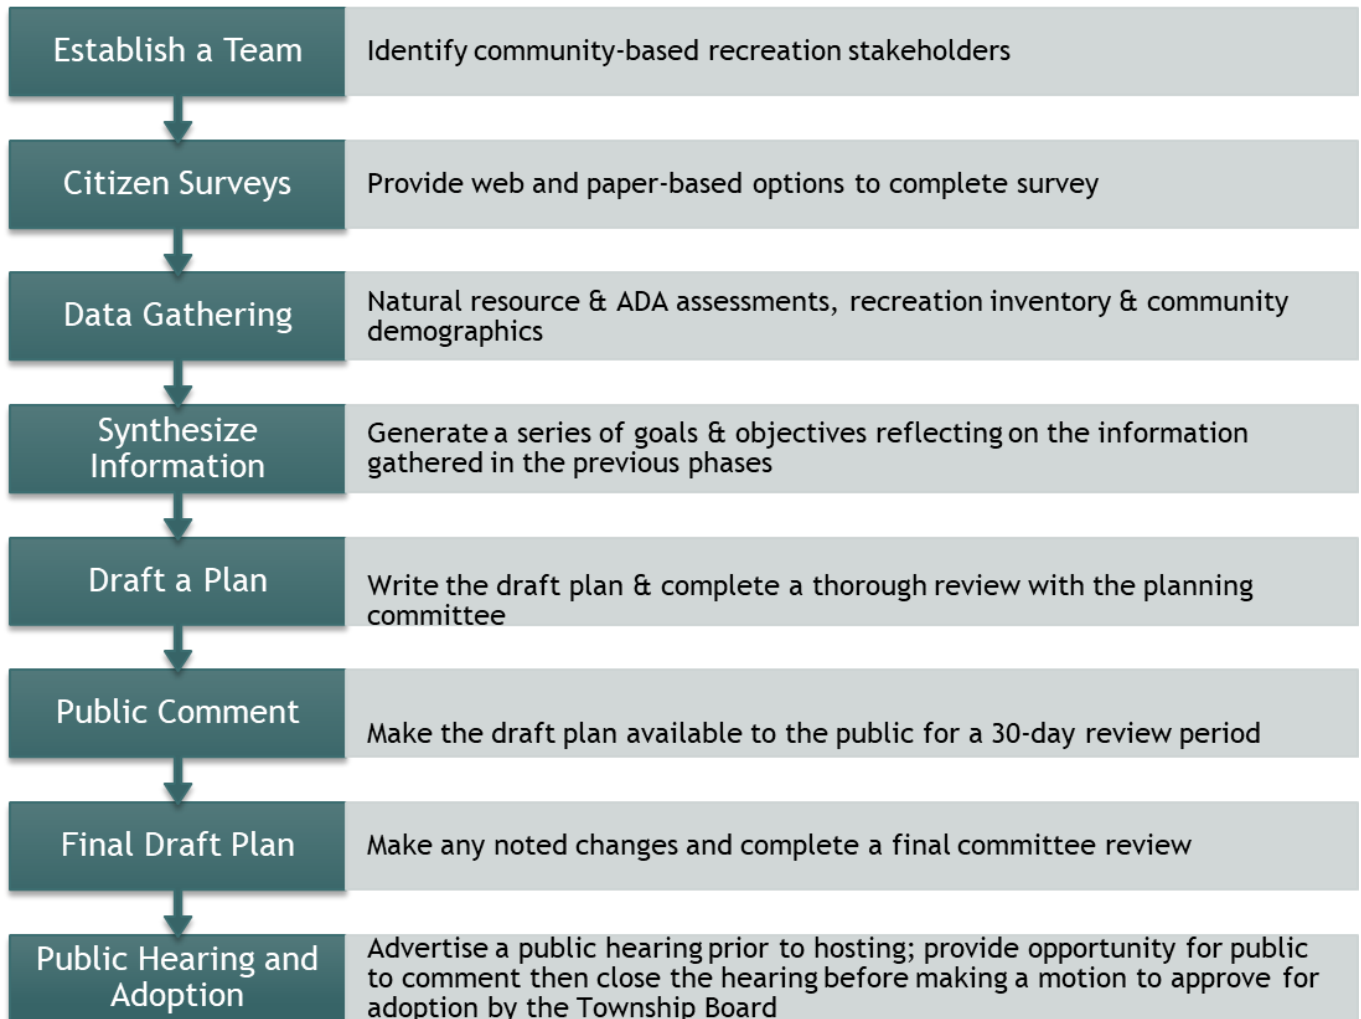 Establish a Team
Identify community-based recreation stakeholders
Citizen Surveys
Provide web and paper-based options to complete survey
Data Gathering
Natural resource & ADA assessments, recreation inventory & community
demographics
Synthesize
Information
Generate a series of goals & objectives reflecting on the information
gathered in the previous phases
Draft a Plan
Write the draft plan & complete a thorough review with the planning
committee
Public Comment
Make the draft plan available to the public for a 30-day review period
Final Draft Plan
Make any noted changes and complete a final committee review
Public Hearing and
Adoption
Advertise a public hearing prior to hosting; provide opportunity for public
to comment then close the hearing before making a motion to approve for
adoption by the Township Board